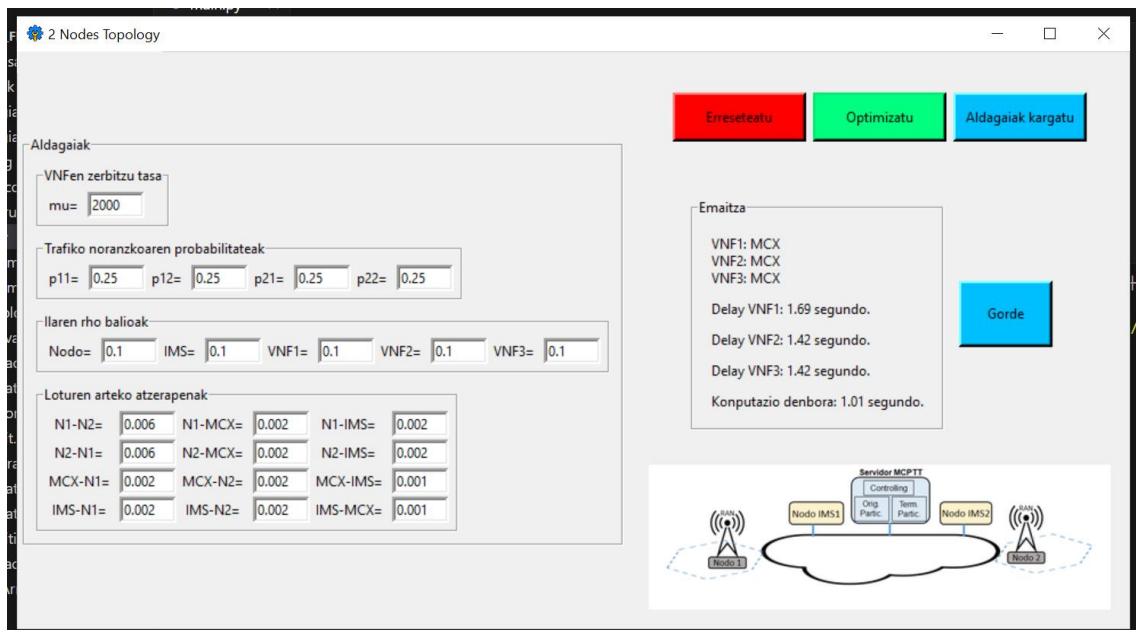 2 Nodes Topology
Erreseteatu Optimizatu Aldagaiak kargatu
Aldagaiak
VNFen zerbitzu tasa
mu= 2000
Trafiko noranzkoaren probabilitateak
p11= 0.25 p12= 0.25 p21= 0.25 p22= 0.25
Ilaren rho balioak
Nodo= 0.1 IMS= 0.1 VNF1= 0.1 VNF2= 0.1 VNF3= 0.1
Loturen arteko atzerapenak
N1-N2= 0.006 N1-MCX= 0.002 N1-IMS= 0.002
N2-N1= 0.006 N2-MCX= 0.002 N2-IMS= 0.002
MCX-N1= 0.002 MCX-N2= 0.002 MCX-IMS= 0.001
IMS-N1= 0.002 IMS-N2= 0.002 IMS-MCX= 0.001
Emaitza
VNF1: MCX
VNF2: MCX
VNF3: MCX
Delay VNF1: 1.69 segundo.
Delay VNF2: 1.42 segundo.
Delay VNF3: 1.42 segundo.
Konputazio denbora: 1.01 segundo.
Gorde
Servidor MCPTT
Controlling
Orig. Partic.
Term. Partic.
Nodo IMS1
Nodo IMS2
RAN
Nodo 1
RAN
Nodo 2